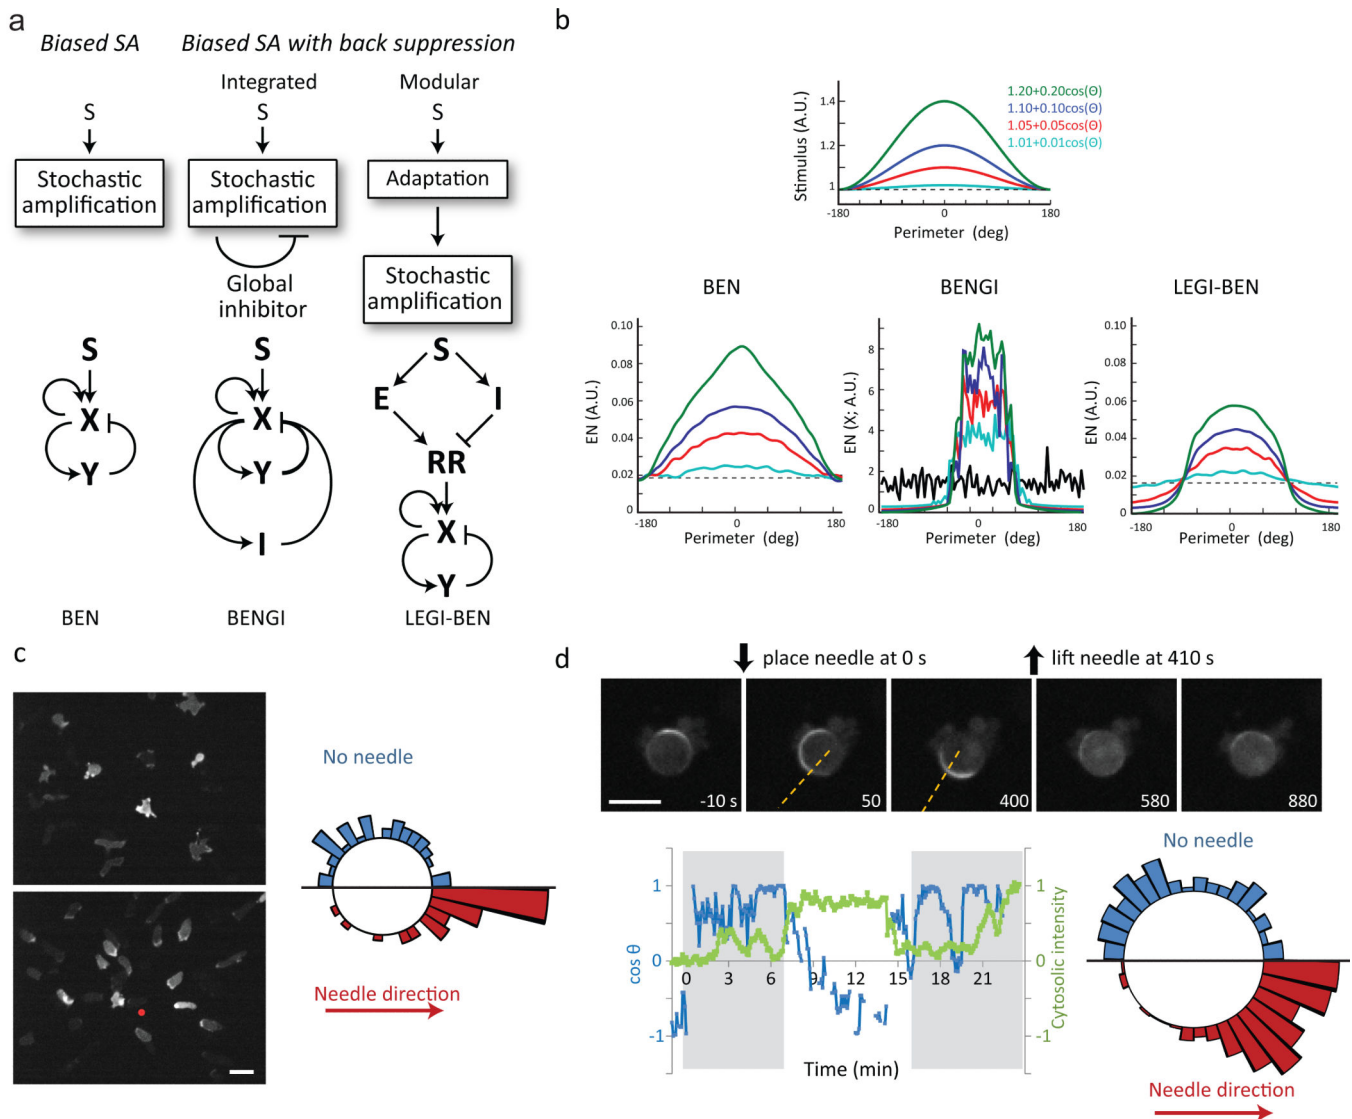 a
Biased SA
Biased SA with back suppression
Integrated
Modular
S
S
S
Stochastic
amplification
Stochastic
amplification
Adaptation
Global
inhibitor
Stochastic
amplification
S
X
Y
S
X
Y
I
S
E
I
RR
X
Y
BEN
BENGI
LEGI-BEN
b
1.20+0.20cos(Θ)
1.10+0.10cos(Θ)
1.05+0.05cos(Θ)
1.01+0.01cos(Θ)
Stimulus (A.U.)
1.4
1.2
1
-180
0
180
Perimeter (deg)
BEN
EN (A.U.)
0.10
0.08
0.06
0.04
0.02
0
-180
0
180
Perimeter (deg)
BENGI
EN (X; A.U.)
8
6
4
2
0
-180
0
180
Perimeter (deg)
LEGI-BEN
EN (A.U.)
0.10
0.08
0.06
0.04
0.02
0
-180
0
180
Perimeter (deg)
c
No needle
Needle direction
d
place needle at 0 s
lift needle at 410 s
-10 s
50
400
580
880
cos θ
1
0
-1
0
3
6
9
12
15
18
21
Time (min)
1
0
-1
Cytosolic intensity
No needle
Needle direction